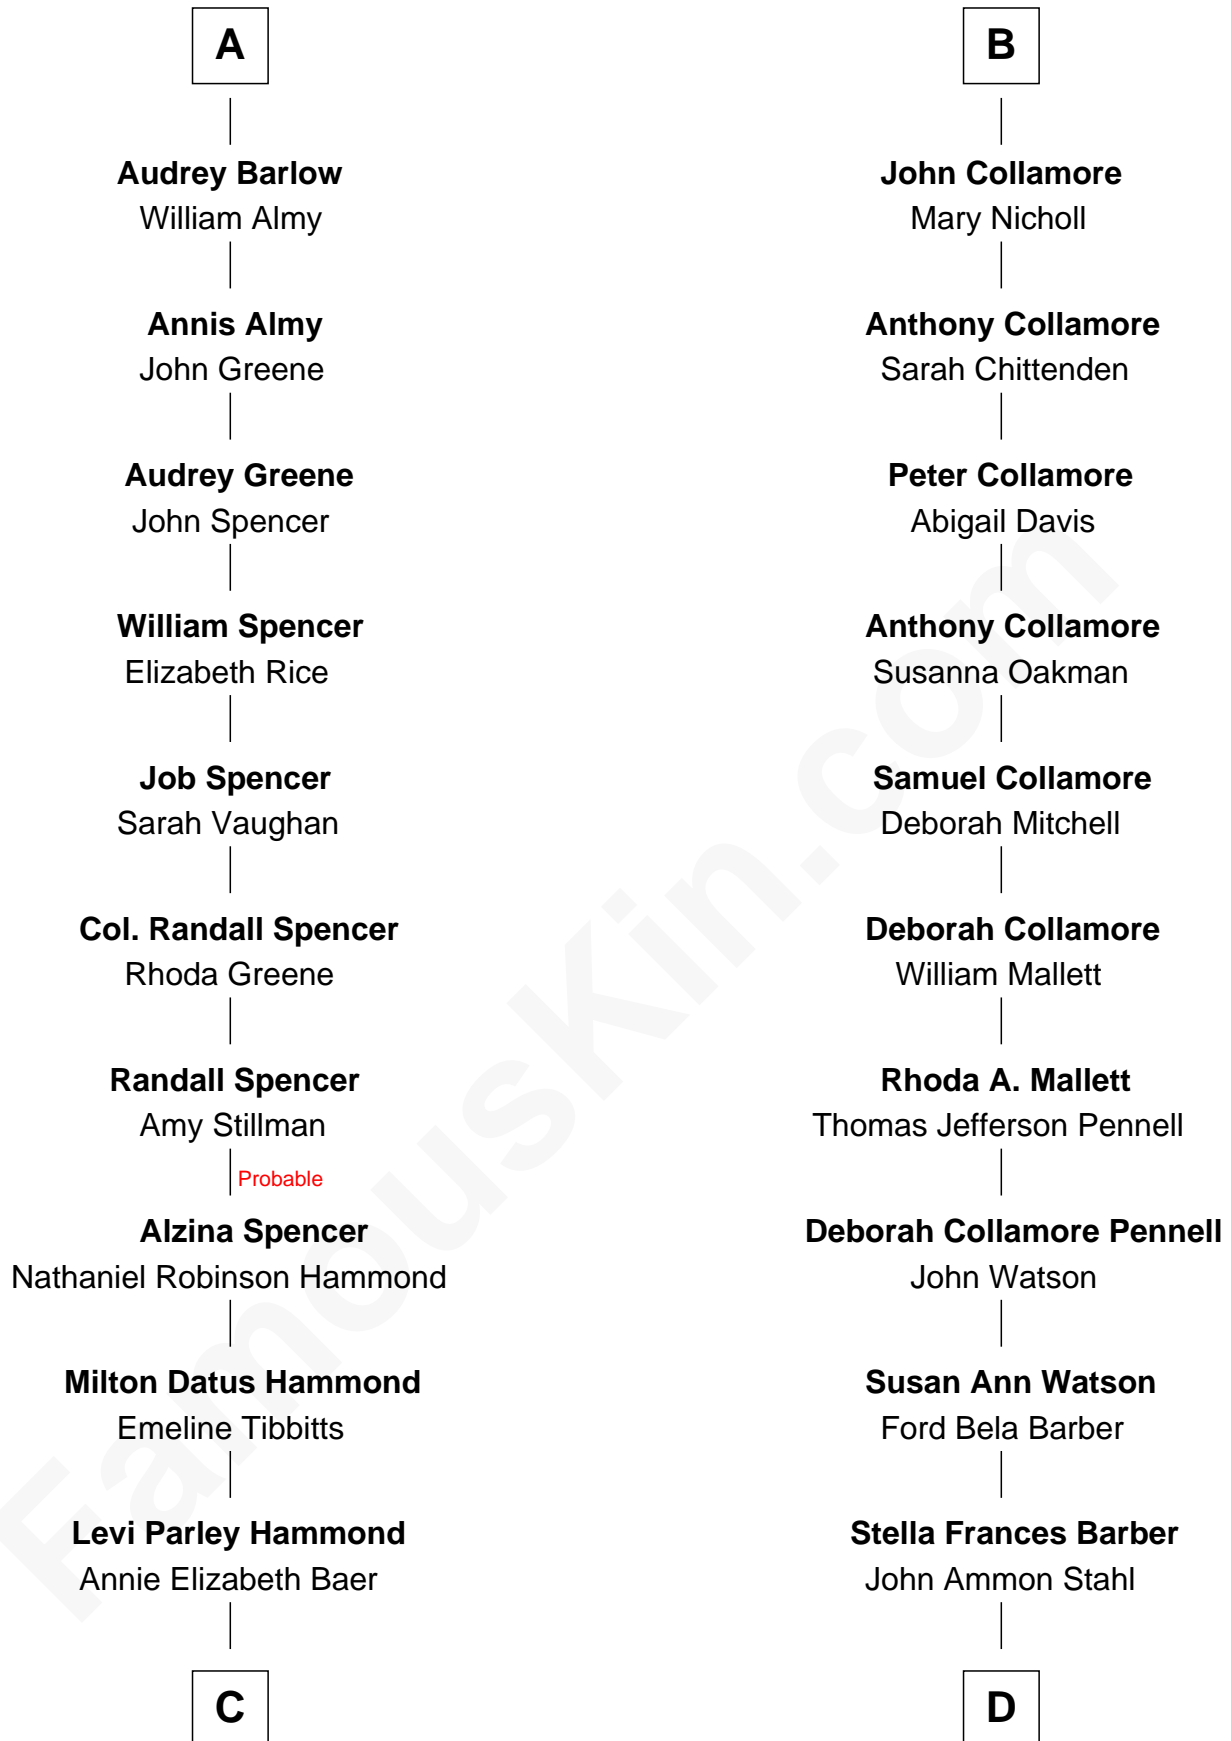 A
Audrey Barlow
William Almy
Annis Almy
John Greene
Audrey Greene
John Spencer
William Spencer
Elizabeth Rice
Job Spencer
Sarah Vaughan
Col. Randall Spencer
Rhoda Greene
Randall Spencer
Amy Stillman
Probable
Alzina Spencer
Nathaniel Robinson Hammond
Milton Datus Hammond
Emeline Tibbitts
Levi Parley Hammond
Annie Elizabeth Baer
C
B
John Collamore
Mary Nicholl
Anthony Collamore
Sarah Chittenden
Peter Collamore
Abigail Davis
Anthony Collamore
Susanna Oakman
Samuel Collamore
Deborah Mitchell
Deborah Collamore
William Mallett
Rhoda A. Mallett
Thomas Jefferson Pennell
Deborah Collamore Pennell
John Watson
Susan Ann Watson
Ford Bela Barber
Stella Frances Barber
John Ammon Stahl
D
FamousKin.com